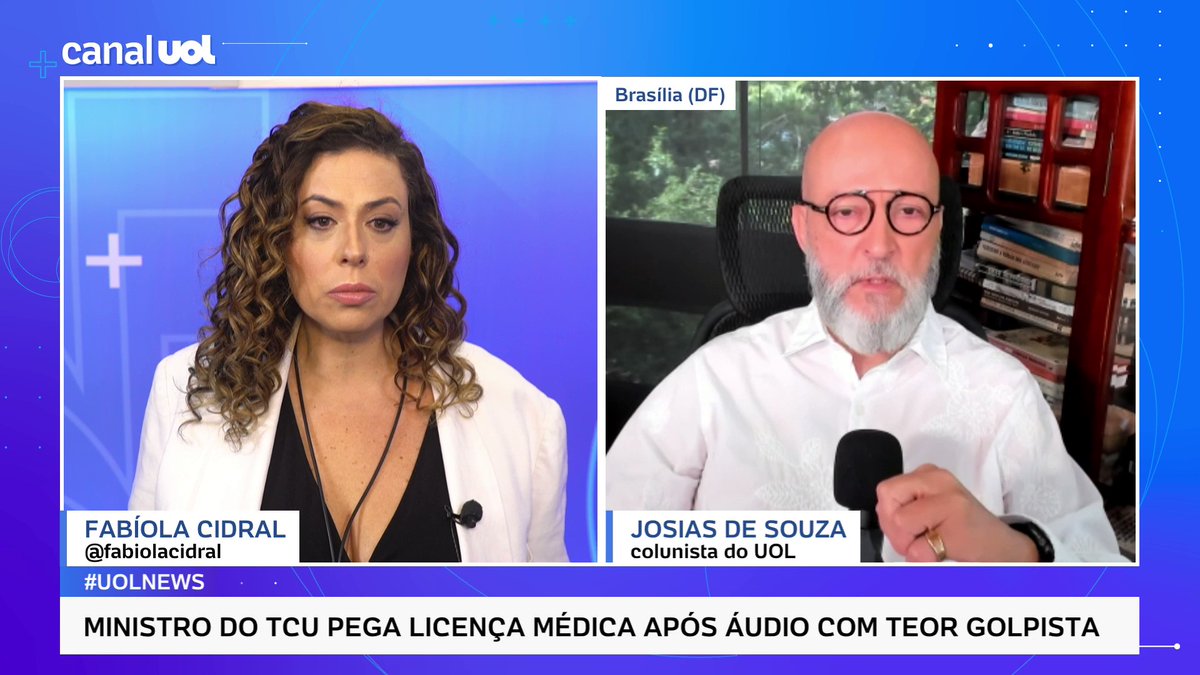 canal UOL
Brasília (DF)
FABÍOLA CIDRAL
@fabiolacidral
JOSIAS DE SOUZA
colunista do UOL
#UOLNEWS
MINISTRO DO TCU PEGA LICENÇA MÉDICA APÓS ÁUDIO COM TEOR GOLPISTA